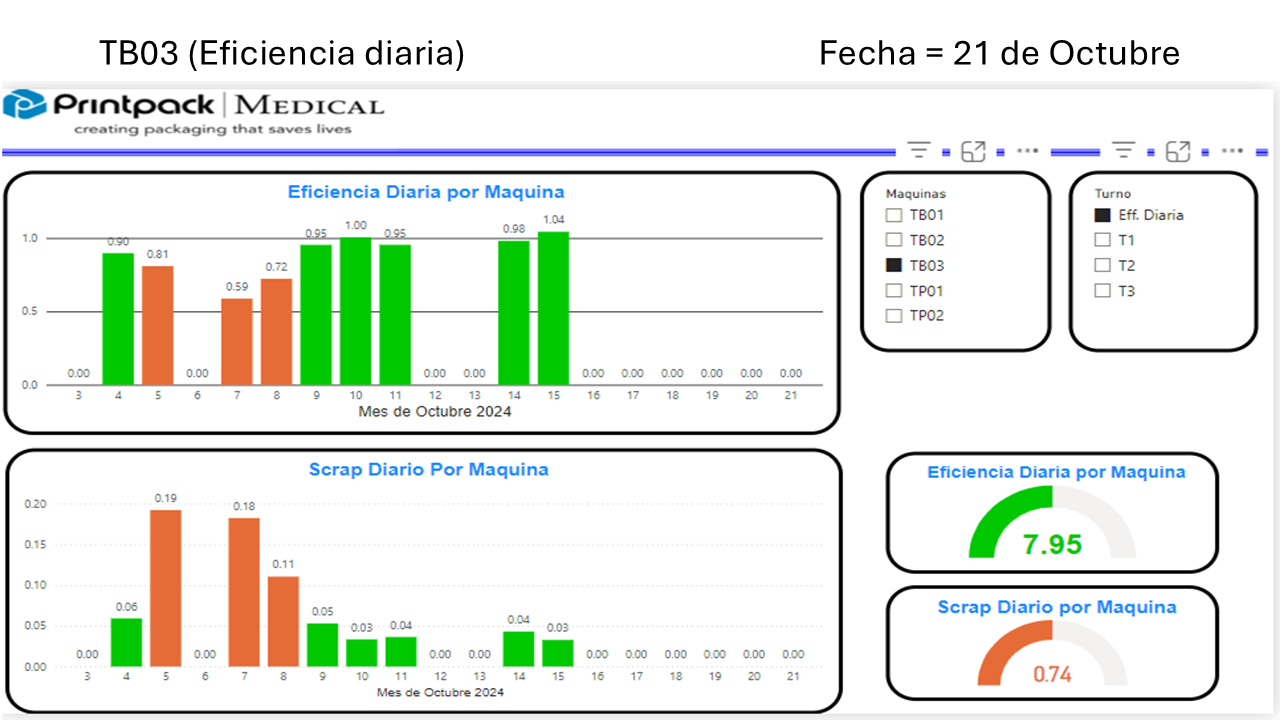 TB03 (Eficiencia diaria)
Fecha = 21 de Octubre
Printpack | MEDICAL
creating packaging that saves lives
Eficiencia Diaria por Maquina
1.0
0.5
0.0
0.00 0.90 0.81 0.00 0.59 0.72 0.95 1.00 0.95 0.00 0.00 0.98 1.04 0.00 0.00 0.00 0.00 0.00 0.00
3 4 5 6 7 8 9 10 11 12 13 14 15 16 17 18 19 20 21
Mes de Octubre 2024
Maquinas
TB01
TB02
TB03
TP01
TP02
Turno
Eff. Diaria
T1
T2
T3
Scrap Diario Por Maquina
0.20
0.15
0.10
0.05
0.00
0.00 0.06 0.19 0.00 0.18 0.11 0.05 0.03 0.04 0.00 0.00 0.04 0.03 0.00 0.00 0.00 0.00 0.00 0.00
3 4 5 6 7 8 9 10 11 12 13 14 15 16 17 18 19 20 21
Mes de Octubre 2024
Eficiencia Diaria por Maquina
7.95
Scrap Diario por Maquina
0.74